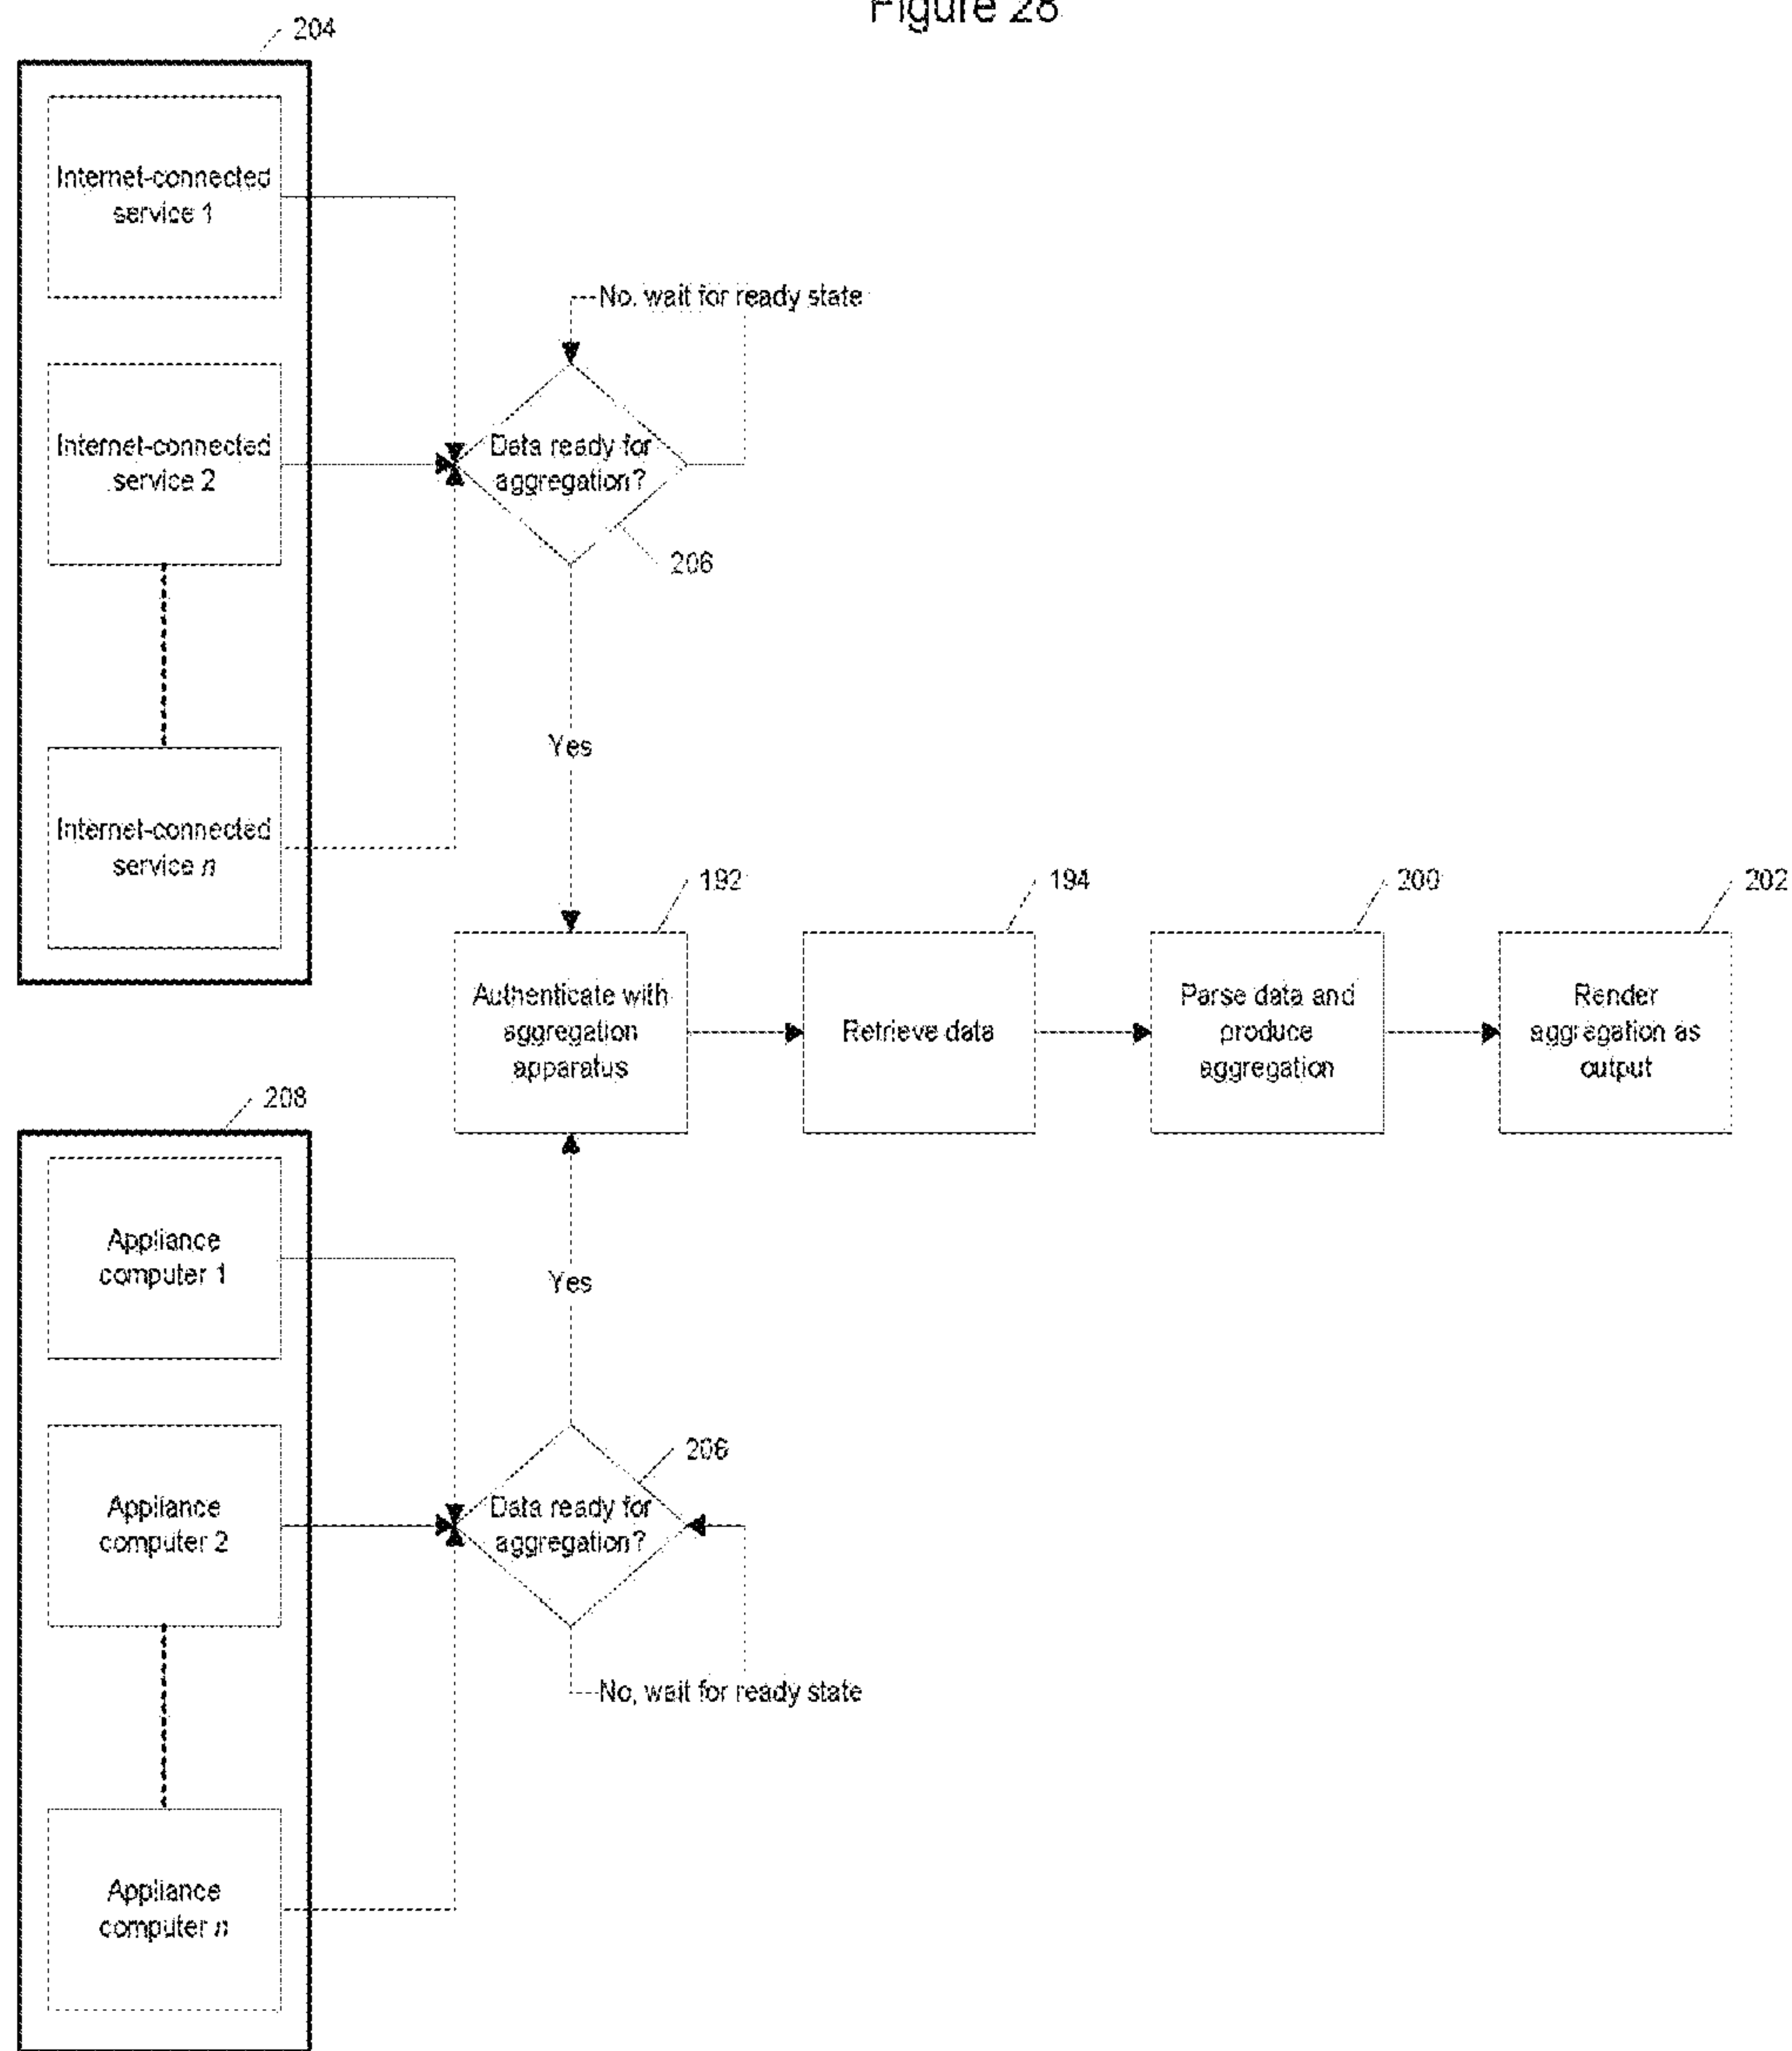 Figure 28
204
Internet-connected
service 1
No, wait for ready state
Internet-connected
service 2
Data ready for
aggregation?
206
Yes
Internet-connected
service n
192
194
200
202
Authenticate with
aggregation
apparatus
Retrieve data
Parse data and
produce
aggregation
Render
aggregation as
output
208
Appliance
computer 1
Yes
Appliance
computer 2
206
Data ready for
aggregation?
No, wait for ready state
Appliance
computer n